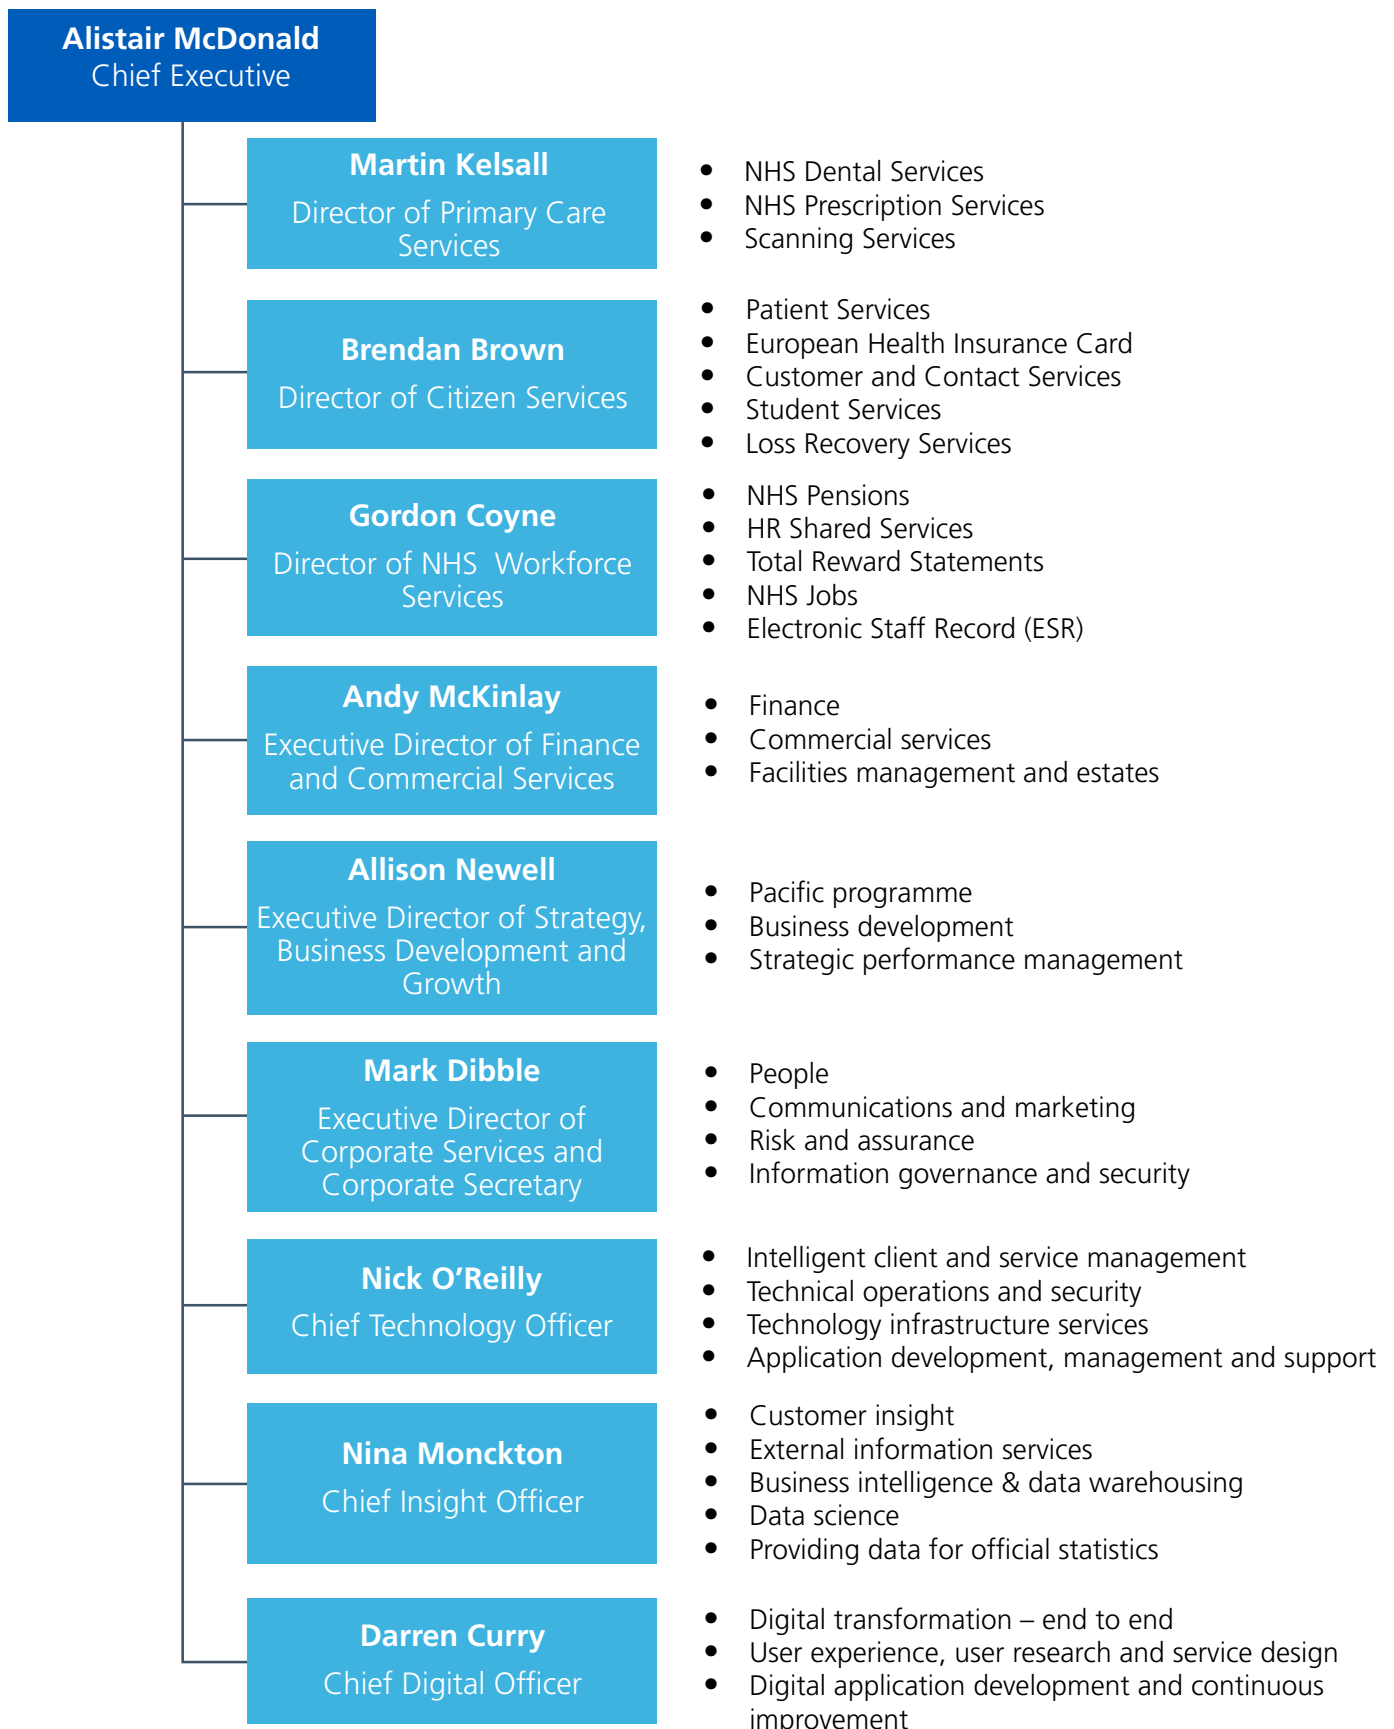 Alistair McDonald
Chief Executive
Martin Kelsall
Director of Primary Care
Services
• NHS Dental Services
• NHS Prescription Services
• Scanning Services
Brendan Brown
Director of Citizen Services
• Patient Services
• European Health Insurance Card
• Customer and Contact Services
• Student Services
• Loss Recovery Services
Gordon Coyne
Director of NHS Workforce
Services
• NHS Pensions
• HR Shared Services
• Total Reward Statements
• NHS Jobs
• Electronic Staff Record (ESR)
Andy McKinlay
Executive Director of Finance
and Commercial Services
• Finance
• Commercial services
• Facilities management and estates
Allison Newell
Executive Director of Strategy,
Business Development and
Growth
• Pacific programme
• Business development
• Strategic performance management
Mark Dibble
Executive Director of
Corporate Services and
Corporate Secretary
• People
• Communications and marketing
• Risk and assurance
• Information governance and security
Nick O’Reilly
Chief Technology Officer
• Intelligent client and service management
• Technical operations and security
• Technology infrastructure services
• Application development, management and support
Nina Monckton
Chief Insight Officer
• Customer insight
• External information services
• Business intelligence & data warehousing
• Data science
• Providing data for official statistics
Darren Curry
Chief Digital Officer
• Digital transformation – end to end
• User experience, user research and service design
• Digital application development and continuous
improvement